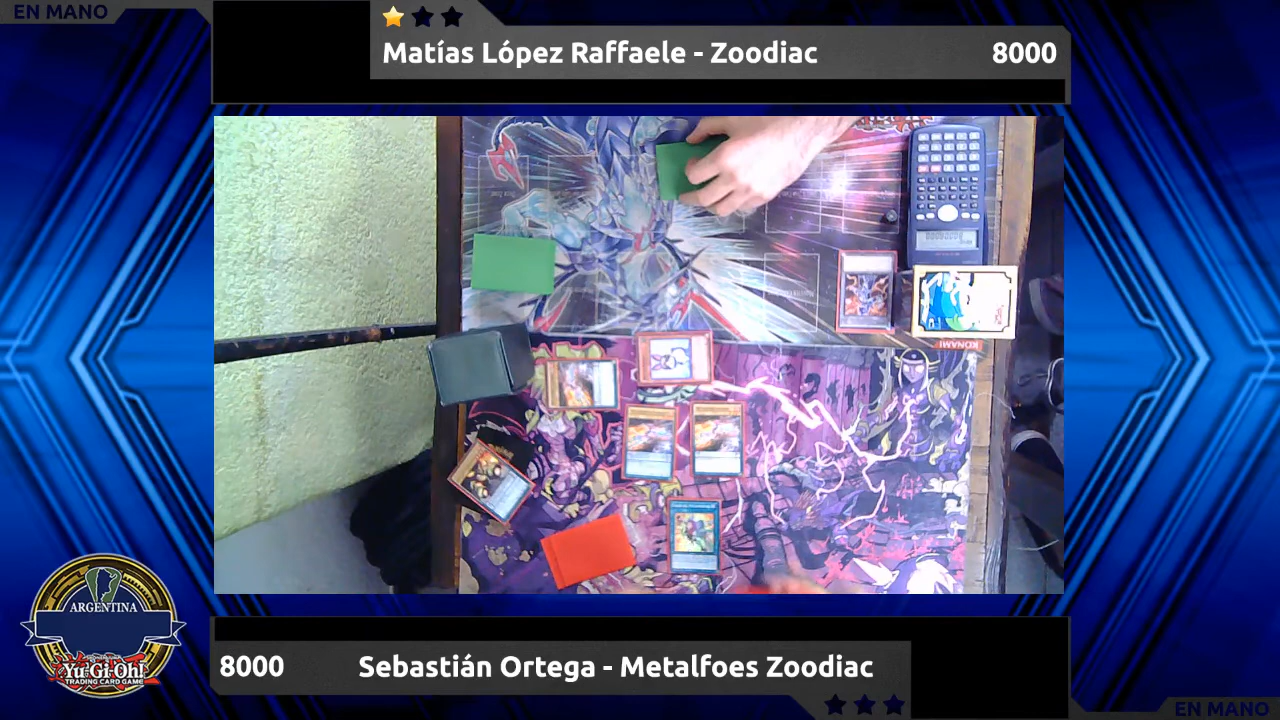 EN MANO
Matías López Raffaele - Zoodiac
8000
KONAMI
ARGENTINA
Yu-Gi-Oh!
TRADING CARD GAME
8000
Sebastián Ortega - Metalfoes Zoodiac
EN MANO